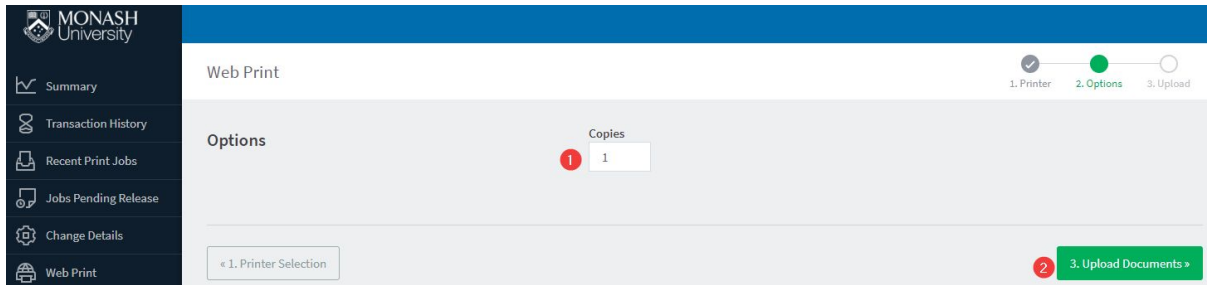 MONASH
University
Summary
Transaction History
Recent Print Jobs
Jobs Pending Release
Change Details
Web Print
Web Print
1. Printer
2. Options
3. Upload
Options
Copies
1
1
« 1. Printer Selection
2
3. Upload Documents »